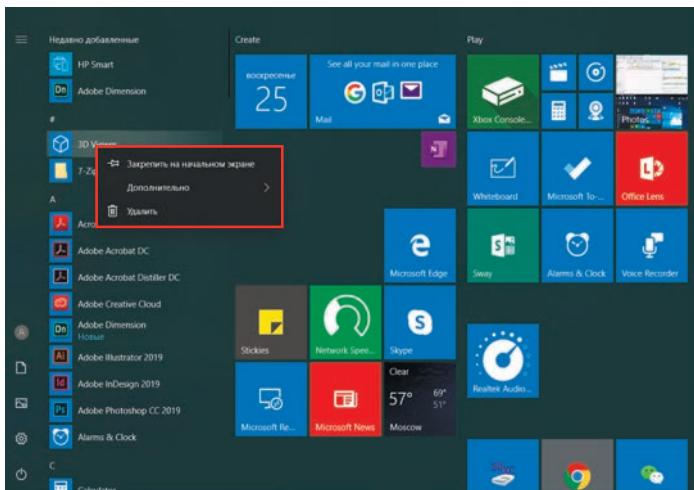 Недавно добавленные
HP Smart
Adobe Dimension
#
3D Viewer
7-Zip
Закрепить на начальном экране
Дополнительно
Удалить
A
Acro
Adobe Acrobat DC
Adobe Acrobat Distiller DC
Adobe Creative Cloud
Adobe Dimension
Новые
Adobe Illustrator 2019
Adobe InDesign 2019
Adobe Photoshop CC 2019
Alarms & Clock
C
Calculator
Create
воскресенье
25
See all your mail in one place
Mail
Microsoft Edge
Stickies
Network Spee...
Skype
Microsoft Re...
Microsoft News
Clear
57°
69°
51°
Moscow
Play
Xbox Console...
Photos
Whiteboard
Microsoft To-...
Office Lens
Sway
Alarms & Clock
Voice Recorder
Realtek Audio...